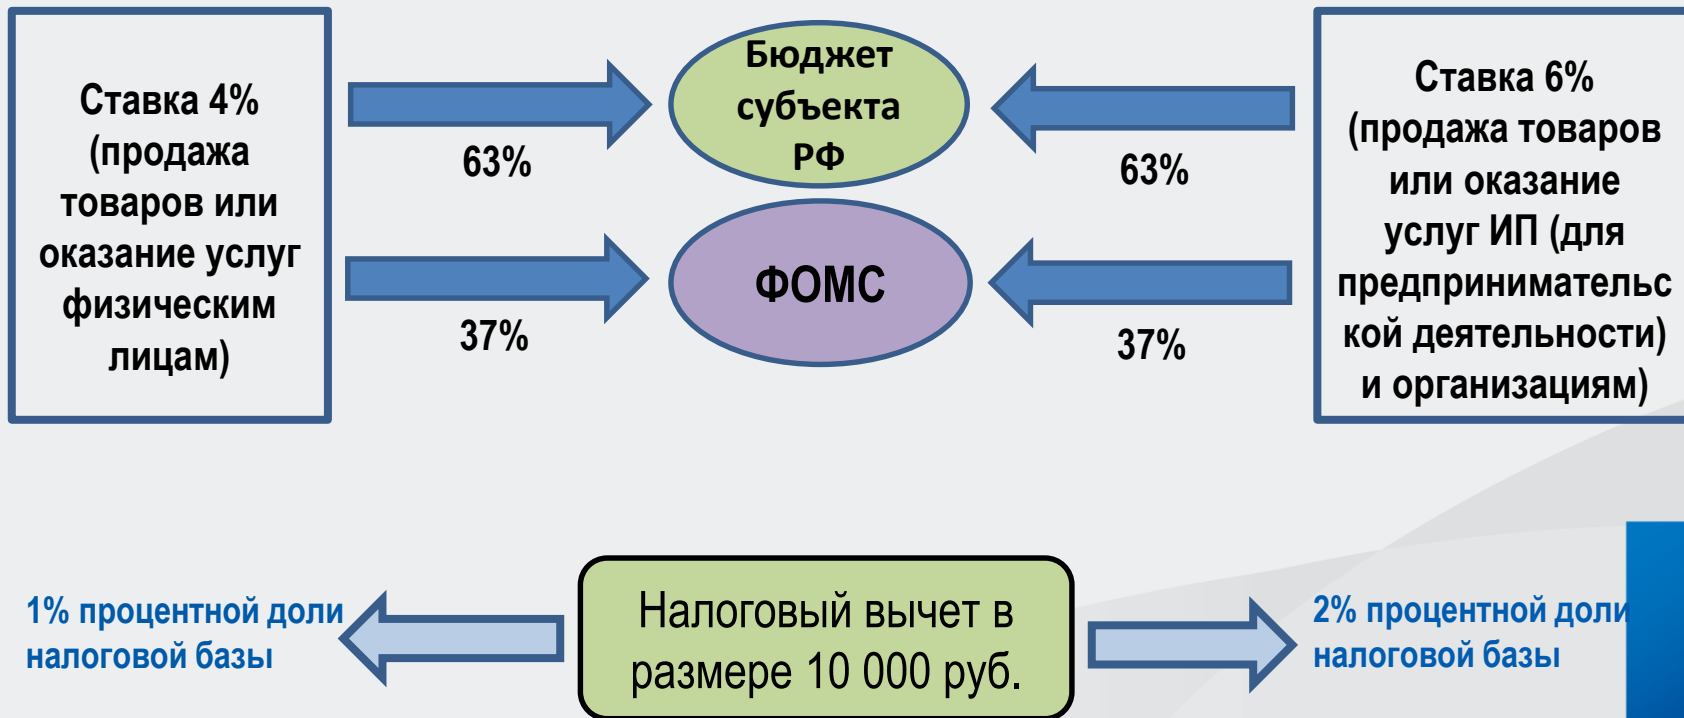 Ставка 4%
(продажа
товаров или
оказание услуг
физическим
лицам)
63%
37%
Бюджет
субъекта
РФ
ФОМС
63%
37%
Ставка 6%
(продажа товаров
или оказание
услуг ИП (для
предпринимательс
кой деятельности)
и организациям)
1% процентной доли
налоговой базы
Налоговый вычет в
размере 10 000 руб.
2% процентной доли
налоговой базы